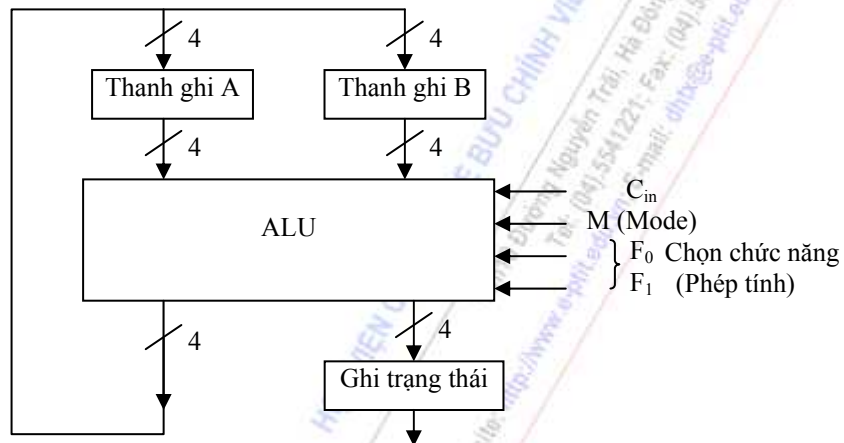 4
4
Thanh ghi A
Thanh ghi B
4
4
ALU
Cin
M (Mode)
F0 Chọn chức năng
F1 (Phép tính)
4
4
Ghi trạng thái